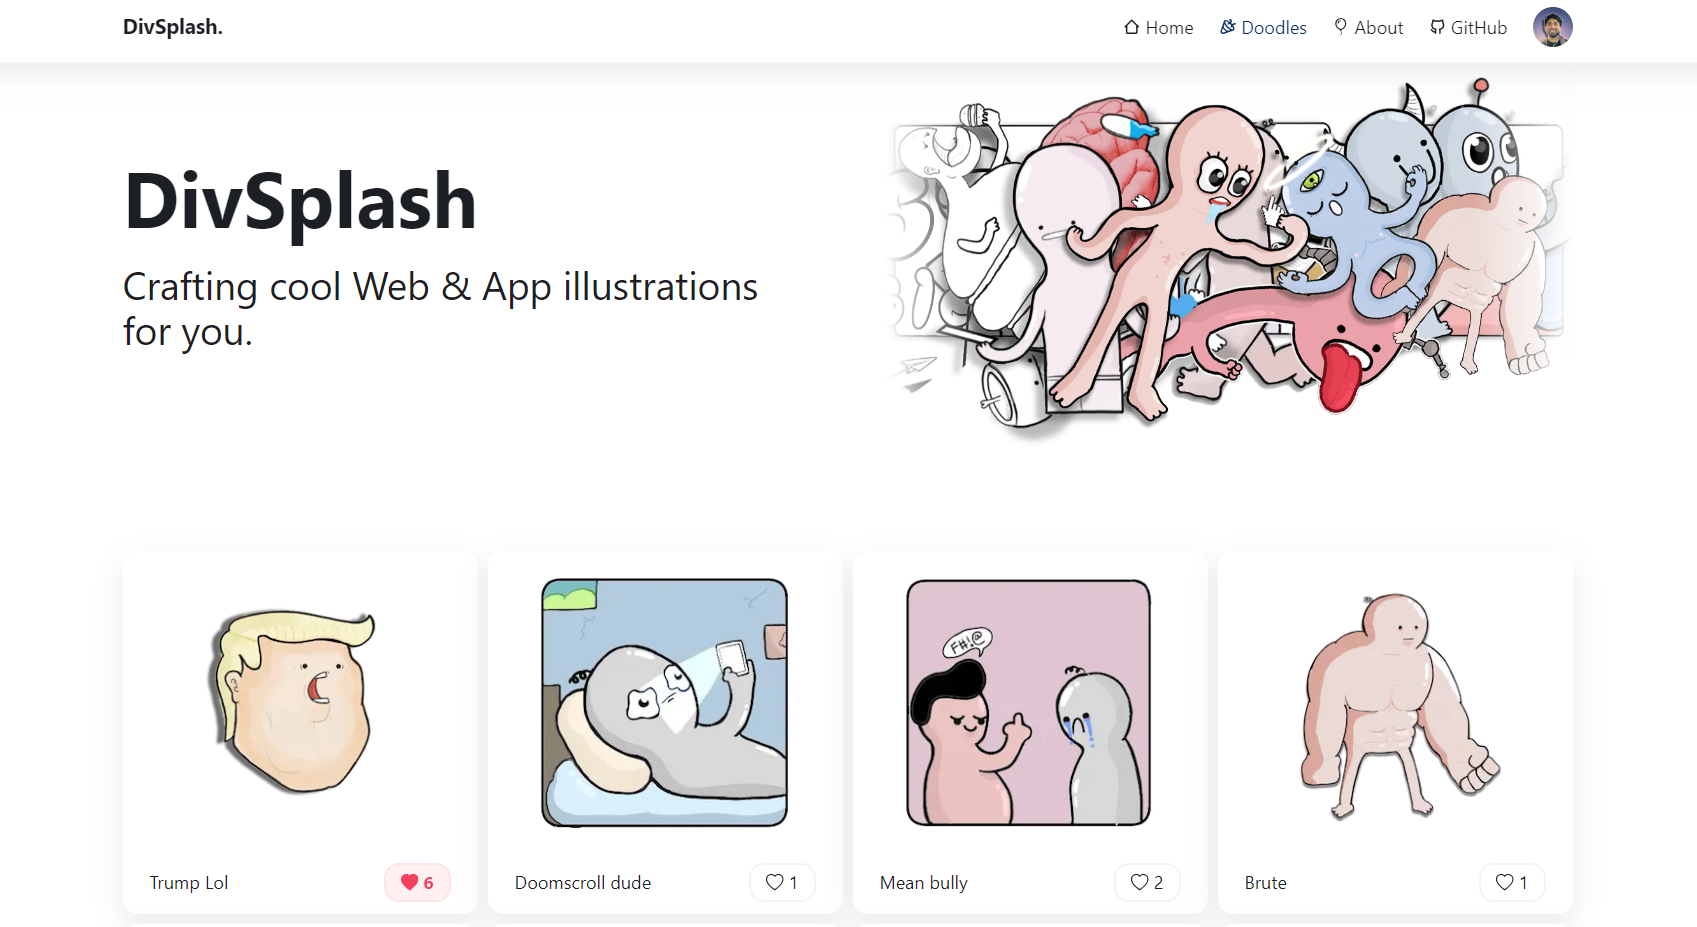 DivSplash.
Home
Doodles
About
GitHub
DivSplash
Crafting cool Web & App illustrations
for you.
F#!@
Trump Lol
6
Doomscroll dude
1
Mean bully
2
Brute
1